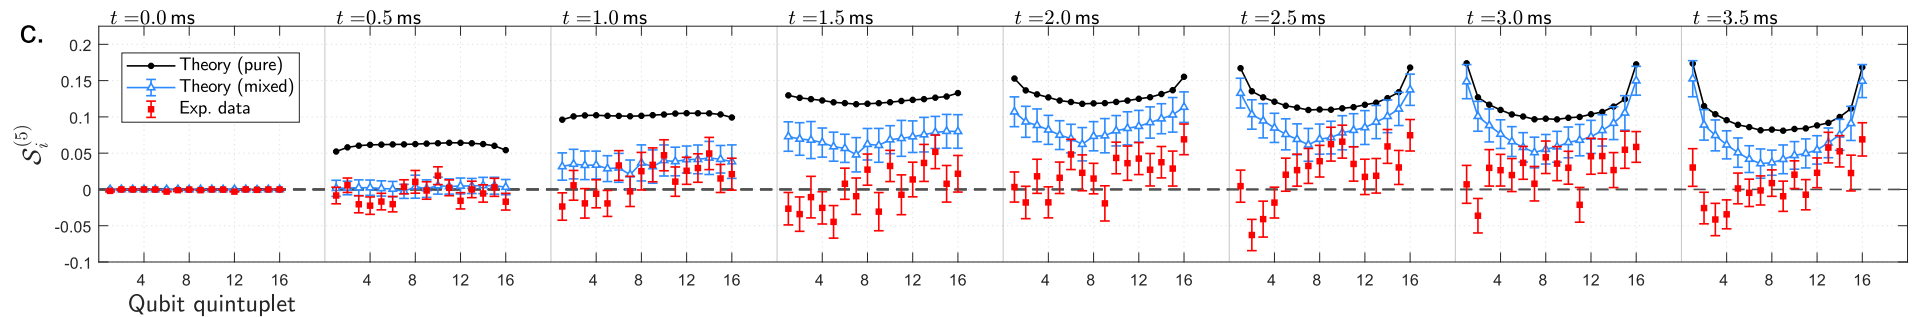 c.
t =0.0 ms t =0.5 ms t =1.0 ms t =1.5 ms t =2.0 ms t =2.5 ms t =3.0 ms t =3.5 ms
0.2
0.15
0.1
0.05
0
-0.05
-0.1
S_i^(5)
Theory (pure)
Theory (mixed)
Exp. data
4 8 12 16 4 8 12 16 4 8 12 16 4 8 12 16 4 8 12 16 4 8 12 16 4 8 12 16 4 8 12 16
Qubit quintuplet